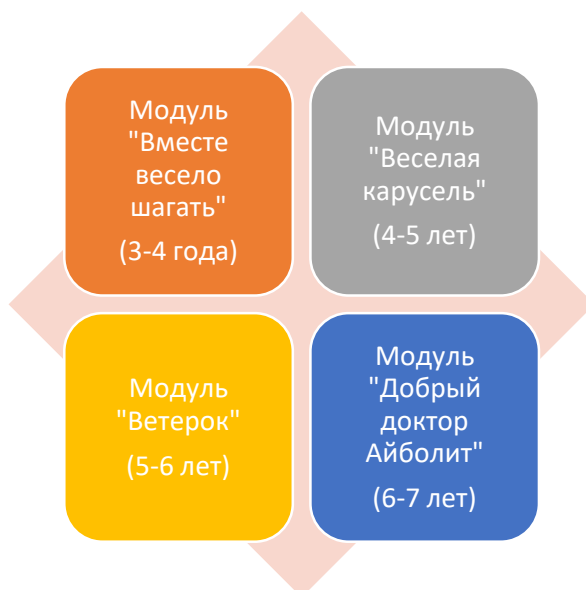 Модуль
"Вместе
весело
шагать"
(3-4 года)
Модуль
"Веселая
карусель"
(4-5 лет)
Модуль
"Ветерок"
(5-6 лет)
Модуль
"Добрый
доктор
Айболит"
(6-7 лет)